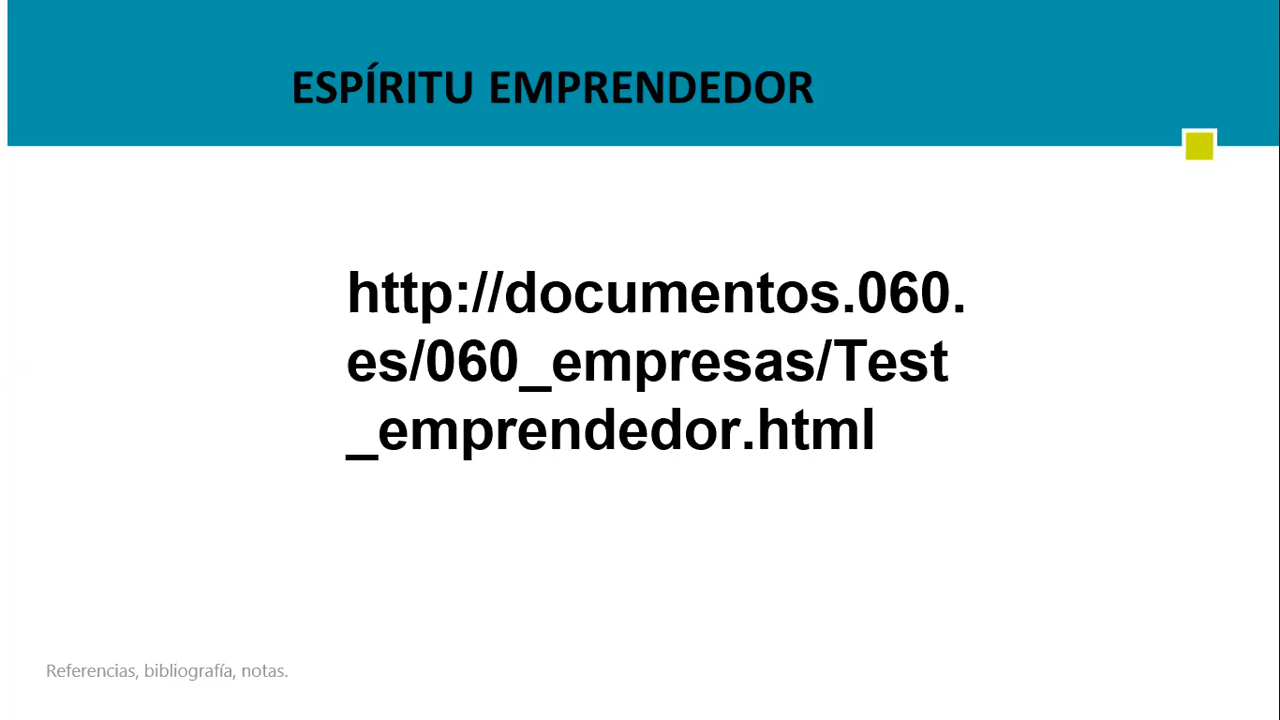 ESPÍRITU EMPRENDEDOR
http://documentos.060.
es/060_empresas/Test
_emprendedor.html
Referencias, bibliografía, notas.